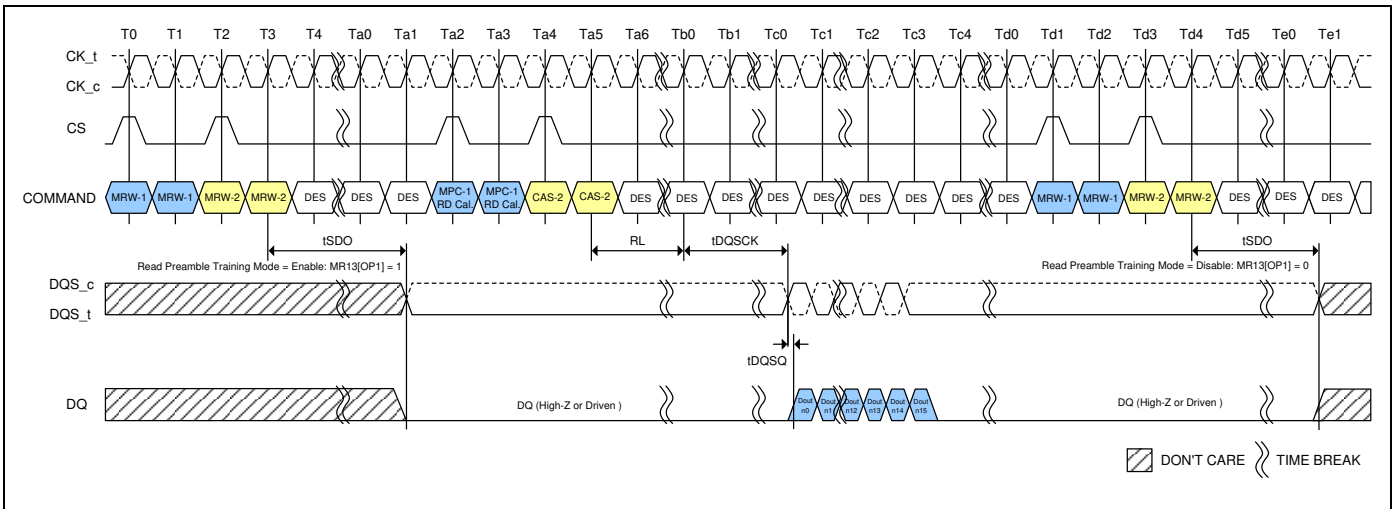 T0 T1 T2 T3 T4 Ta0 Ta1 Ta2 Ta3 Ta4 Ta5 Ta6 Tb0 Tb1 Tc0 Tc1 Tc2 Tc3 Tc4 Td0 Td1 Td2 Td3 Td4 Td5 Te0 Te1
CK_t
CK_c
CS
COMMAND
MRW-1 MRW-1 MRW-2 MRW-2 DES DES DES MPC-1 RD Cal. MPC-1 RD Cal. CAS-2 CAS-2 DES DES DES DES DES DES DES DES DES MRW-1 MRW-1 MRW-2 MRW-2 DES DES DES
tSDO RL tDQSCK tSDO
Read Preamble Training Mode = Enable: MR13[OP1] = 1
Read Preamble Training Mode = Disable: MR13[OP1] = 0
DQS_c
DQS_t
tDQSQ
DQ
DQ (High-Z or Driven )
Dout n0 Dout n1 Dout n12 Dout n13 Dout n14 Dout n15
DQ (High-Z or Driven )
DON'T CARE TIME BREAK